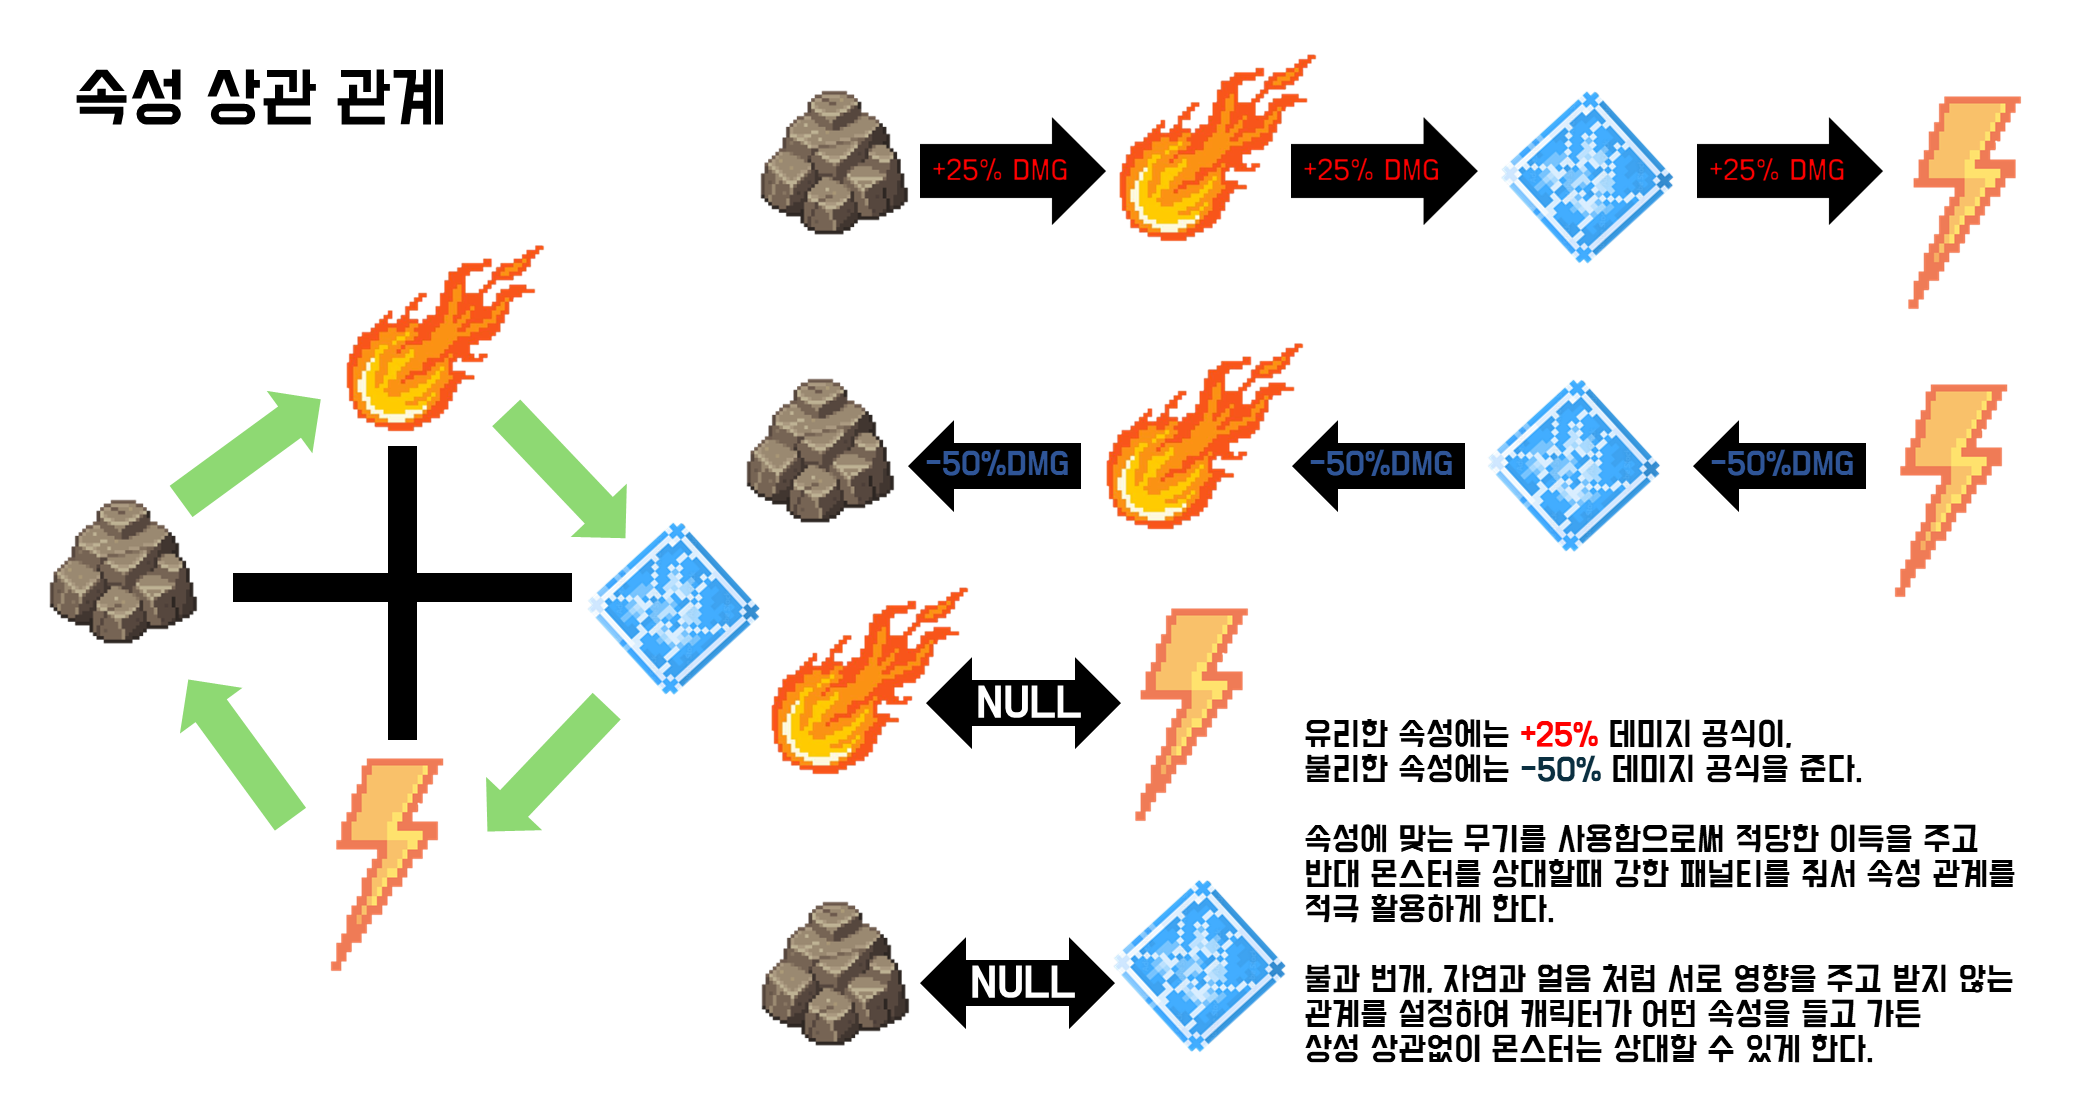 속성 상관 관계
+25% DMG
+25% DMG
+25% DMG
-50%DMG
-50%DMG
-50%DMG
NULL
유리한 속성에는 +25% 데미지 공식이,
불리한 속성에는 -50% 데미지 공식을 준다.
속성에 맞는 무기를 사용함으로써 적당한 이득을 주고
반대 몬스터를 상대할때 강한 패널티를 줘서 속성 관계를
적극 활용하게 한다.
NULL
불과 번개, 자연과 얼음 처럼 서로 영향을 주고 받지 않는
관계를 설정하여 캐릭터가 어떤 속성을 들고 가든
상성 상관없이 몬스터는 상대할 수 있게 한다.